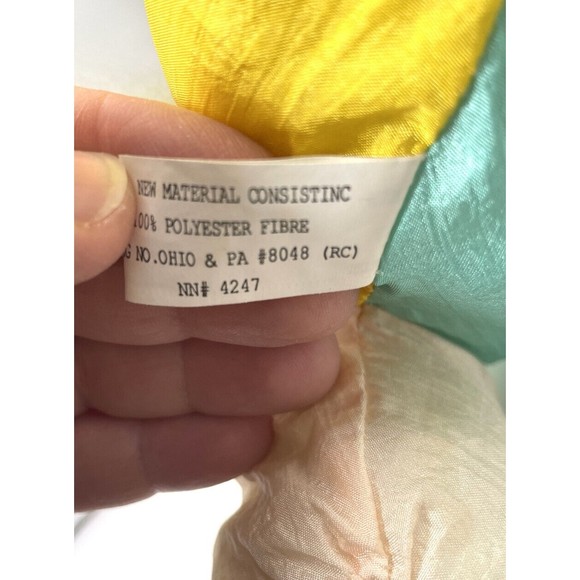 NEW MATERIAL CONSISTINC
100% POLYESTER FIBRE
G NO.OHIO & PA #8048 (RC)
NN# 4247